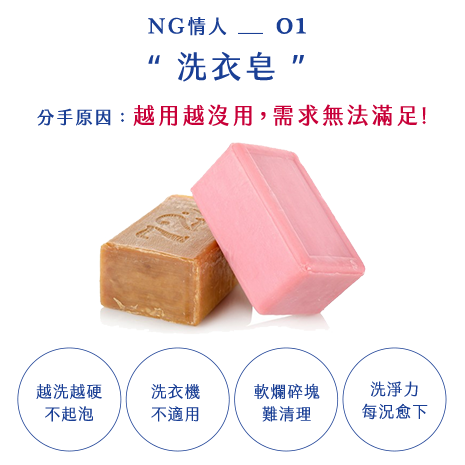 NG情人 __ 01
“ 洗衣皂 ”
分手原因：越用越沒用，需求無法滿足!
72
越洗越硬
不起泡
洗衣機
不適用
軟爛碎塊
難清理
洗淨力
每況愈下